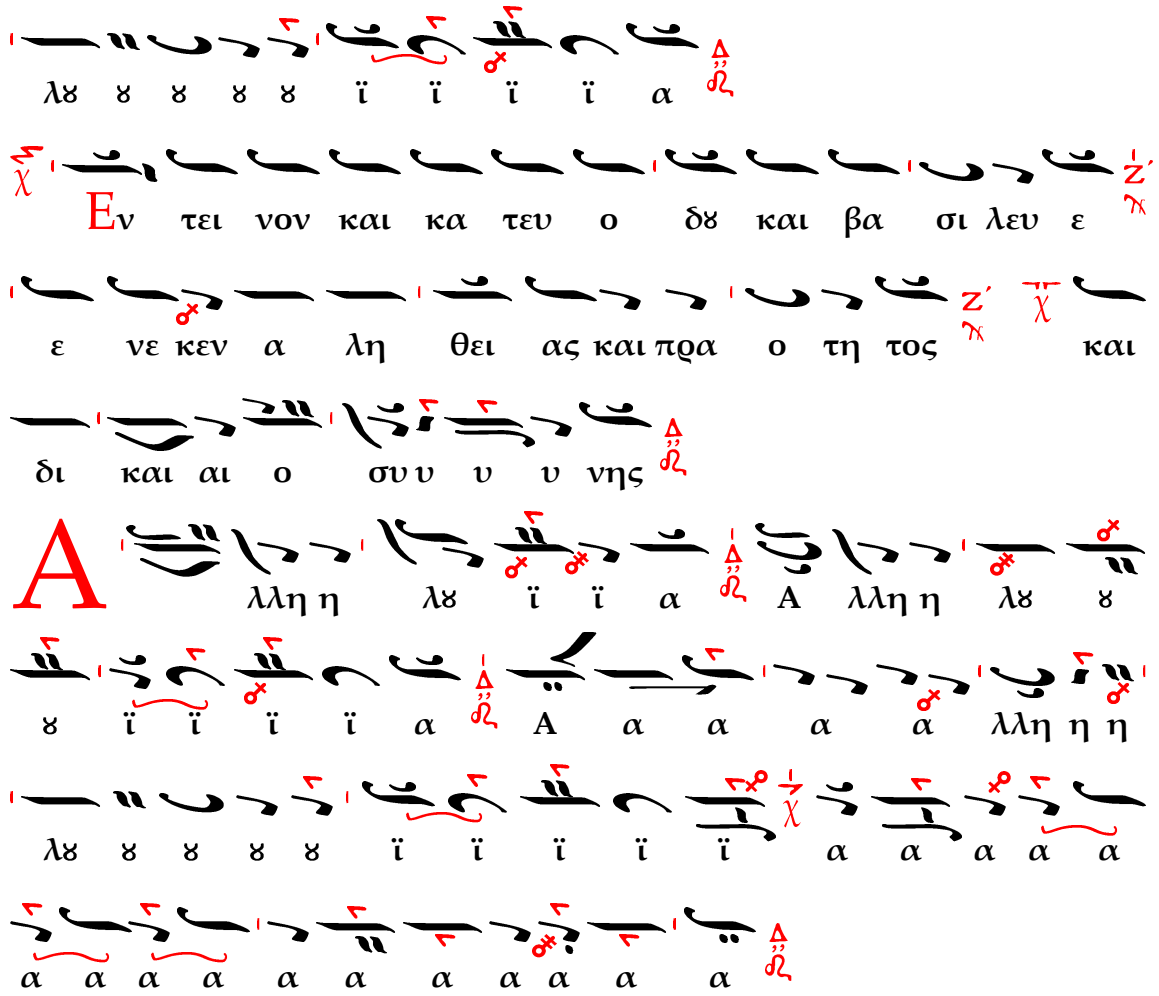 λȣ ȣ ȣ ȣ ȣ ϊ ϊ ϊ ϊ α Δ
χ Εν τει νον και κα τευ ο δȣ και βα σι λευ ε Ζ΄
ε νε κεν α λη θει ας και πρα ο τη τος Ζ΄ χ και
δι και αι ο συ υ υ υ νης Δ
Α λλη η λȣ ϊ ϊ α Δ Α λλη η λȣ ȣ
ȣ ϊ ϊ ϊ ϊ α Δ Α α α α α λλη η η
λȣ ȣ ȣ ȣ ȣ ϊ ϊ ϊ ϊ ϊ χ α α α α α
α α α α α α α α α α α Δ